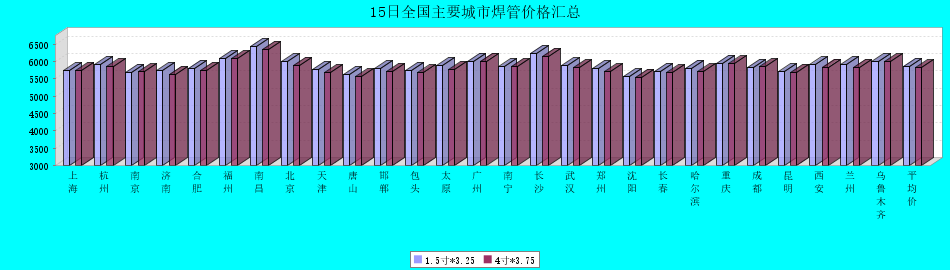 15日全国主要城市焊管价格汇总
6500
6000
5500
5000
4500
4000
3500
3000
上海
杭州
南京
济南
合肥
福州
南昌
北京
天津
唐山
邯郸
包头
太原
广州
南宁
长沙
武汉
郑州
沈阳
长春
哈尔滨
重庆
成都
昆明
西安
兰州
乌鲁木齐
平均价
1.5寸*3.25 4寸*3.75